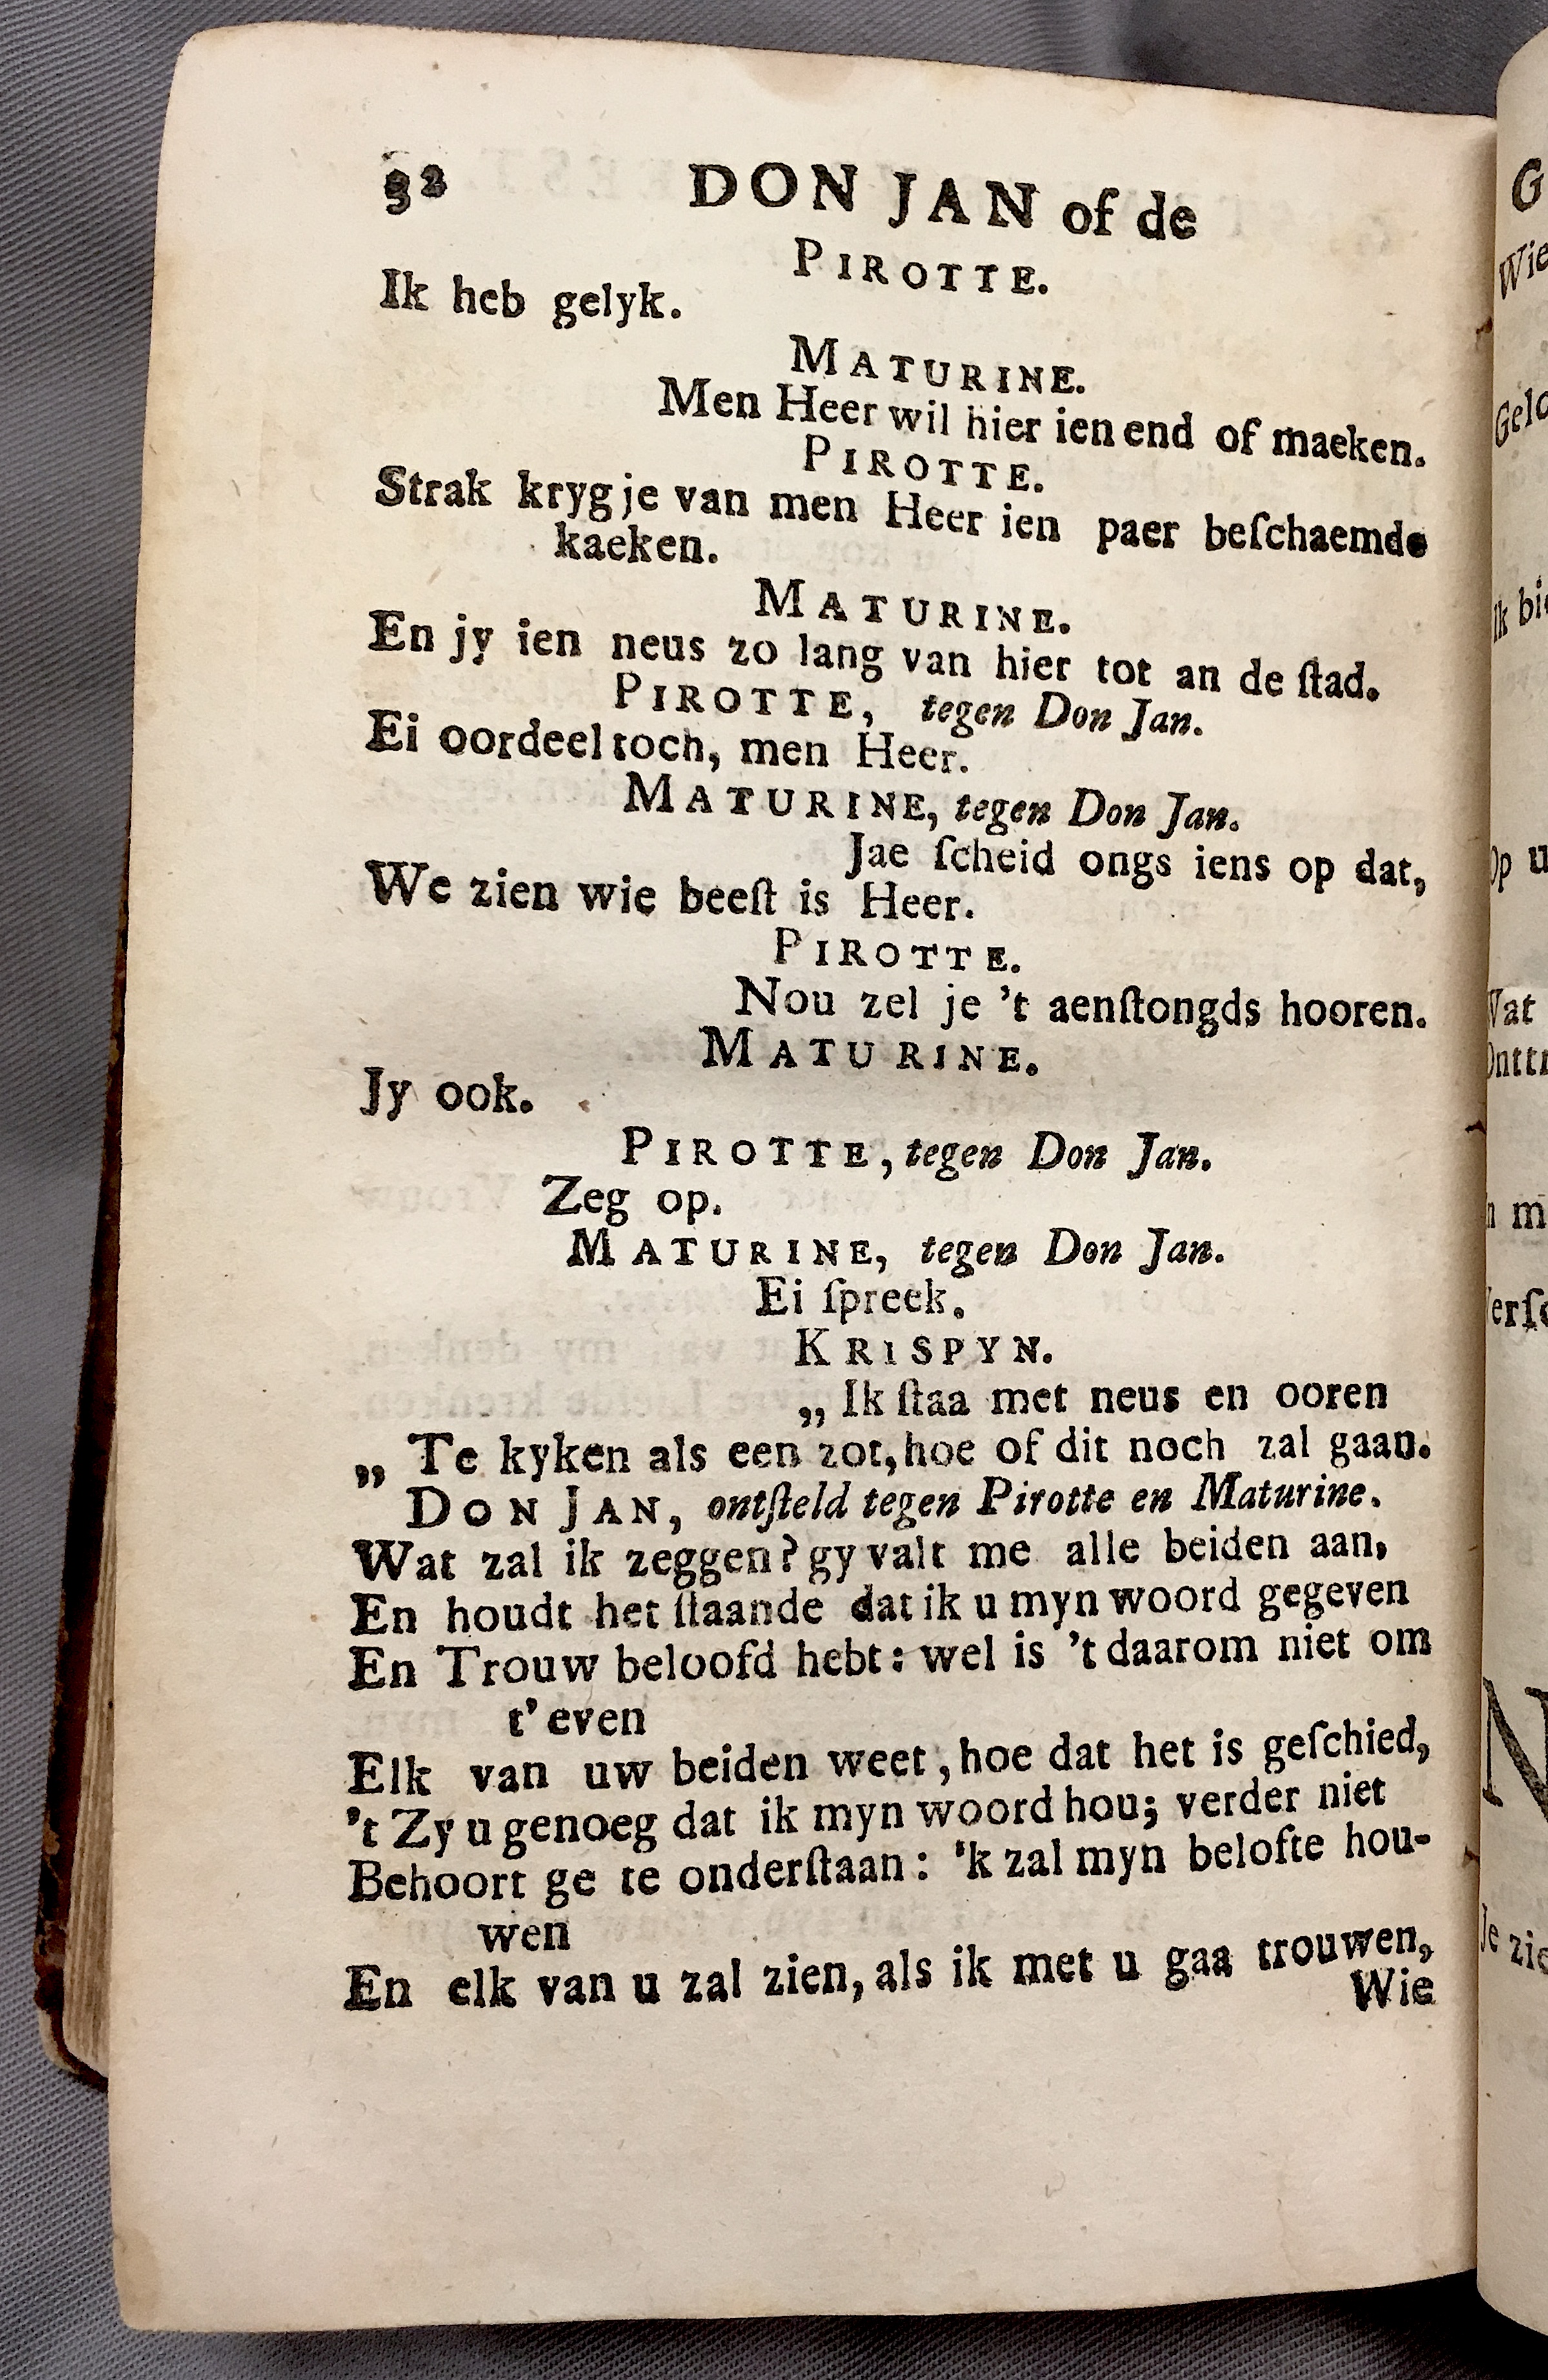 32 DON JAN of de
PIROTTE.
Ik heb gelyk.
MATURINE.
Men Heer wil hier ien end of maeken.
PIROTTE.
Strak kryg je van men Heer ien paer beſchaemde
kaeken.
MATURINE.
En jy ien neus zo lang van hier tot an de ſtad.
PIROTTE, tegen Don Jan.
Ei oordeel toch, men Heer.
MATURINE, tegen Don Jan.
Jae ſcheid ongs iens op dat,
We zien wie beeſt is Heer.
PIROTTE.
Nou zel je 't aenſtongds hooren.
MATURINE.
Jy ook.
PIROTTE, tegen Don Jan.
Zeg op.
MATURINE, tegen Don Jan.
Ei ſpreek.
KRISPYN.
„ Ik ſtaa met neus en ooren
„ Te kyken als een zot, hoe of dit noch zal gaan.
DON JAN, ontſteld tegen Pirotte en Maturine.
Wat zal ik zeggen? gy valt me alle beiden aan,
En houdt het ſtaande dat ik u myn woord gegeven
En Trouw beloofd hebt: wel is 't daarom niet om
t' even
Elk van uw beiden weet, hoe dat het is geſchied,
't Zy u genoeg dat ik myn woord hou; verder niet
Behoort ge te onderſtaan: 'k zal myn belofte hou-
wen
En elk van u zal zien, als ik met u gaa trouwen,
Wie